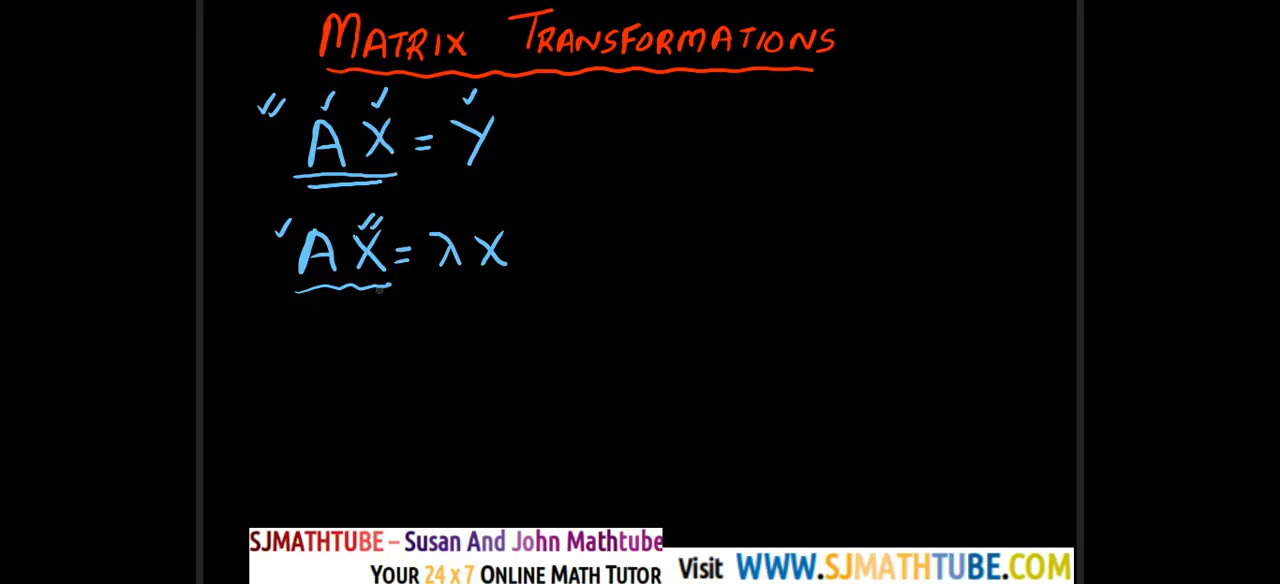 MATRIX TRANSFORMATIONS
AX = Y
AX = λX
SJMATHTUBE – Susan And John Mathtube
YOUR 24 x 7 ONLINE MATH TUTOR
Visit WWW.SJMATHTUBE.COM